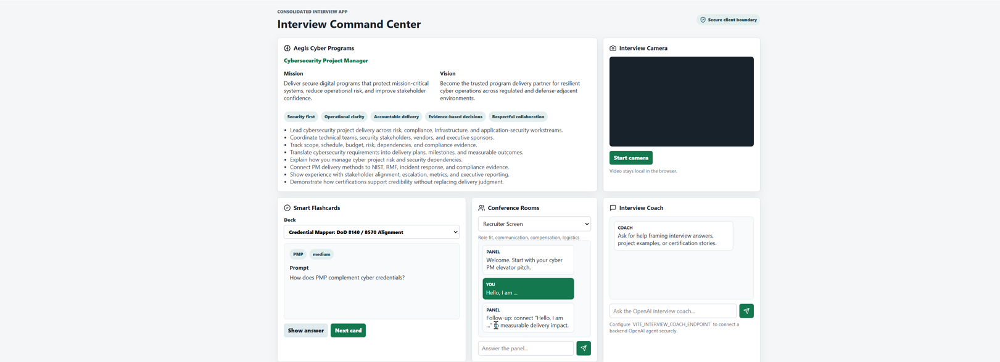 CONSOLIDATED INTERVIEW APP
Interview Command Center
Secure client boundary
Aegis Cyber Programs
Cybersecurity Project Manager
Mission
Deliver secure digital programs that protect mission-critical
systems, reduce operational risk, and improve stakeholder
confidence.
Vision
Become the trusted program delivery partner for resilient
cyber operations across regulated and defense-adjacent
environments.
Security first
Operational clarity
Accountable delivery
Evidence-based decisions
Respectful collaboration
• Lead cybersecurity project delivery across risk, compliance, infrastructure, and application-security workstreams.
• Coordinate technical teams, security stakeholders, vendors, and executive sponsors.
• Track scope, schedule, budget, risk, dependencies, and compliance evidence.
• Translate cybersecurity requirements into delivery plans, milestones, and measurable outcomes.
• Explain how you manage cyber project risk and security dependencies.
• Connect PM delivery methods to NIST, RMF, incident response, and compliance evidence.
• Show experience with stakeholder alignment, escalation, metrics, and executive reporting.
• Demonstrate how certifications support credibility without replacing delivery judgment.
Interview Camera
Start camera
Video stays local in the browser.
Smart Flashcards
Deck
Credential Mapper: DoD 8140 / 8570 Alignment
PMP
medium
Prompt
How does PMP complement cyber credentials?
Show answer
Next card
Conference Rooms
Recruiter Screen
Role fit, communication, compensation, logistics
PANEL
Welcome. Start with your cyber
PM elevator pitch.
YOU
Hello, I am ...
PANEL
Follow-up: connect "Hello, I am
..." to measurable delivery impact.
Answer the panel...
Interview Coach
COACH
Ask for help framing interview answers,
project examples, or certification stories.
Ask the OpenAI interview coach...
Configure `VITE_INTERVIEW_COACH_ENDPOINT` to connect a
backend OpenAI agent securely.